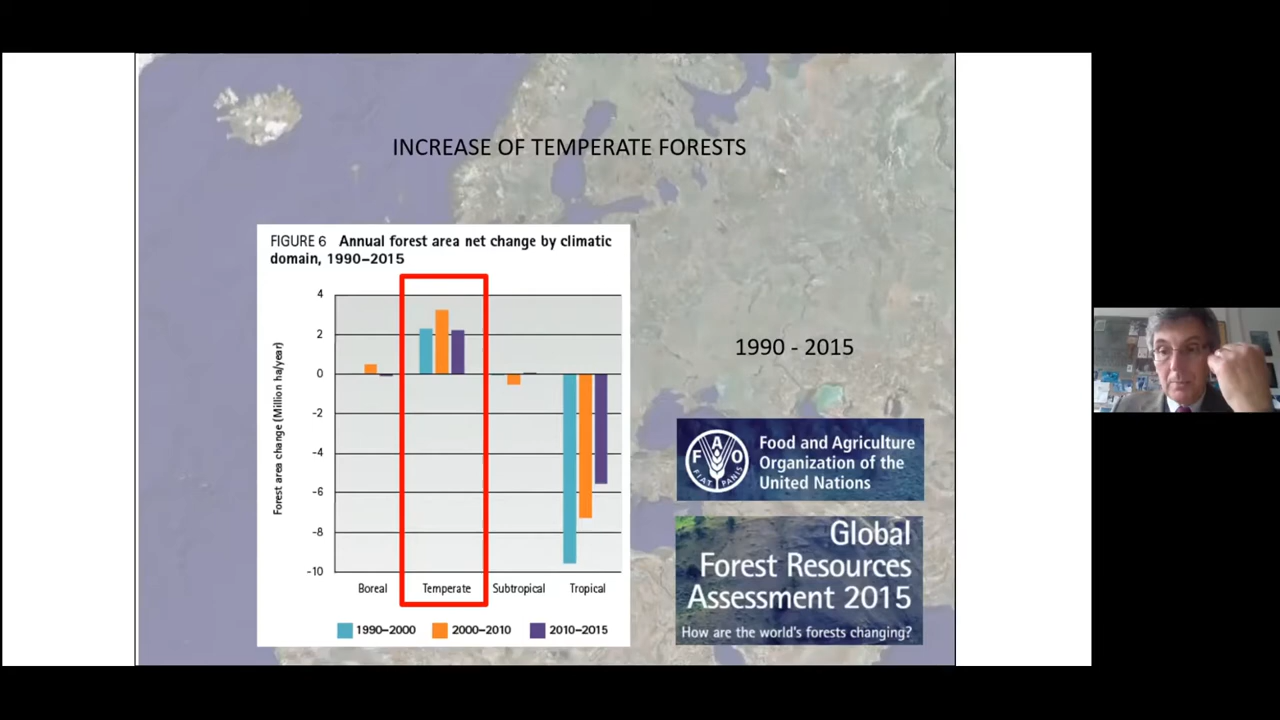 INCREASE OF TEMPERATE FORESTS
FIGURE 6 Annual forest area net change by climatic
domain, 1990–2015
Forest area change (Million ha/year)
4
2
0
-2
-4
-6
-8
-10
Boreal Temperate Subtropical Tropical
1990–2000 2000–2010 2010–2015
1990 - 2015
F A O
FIAT PANIS
Food and Agriculture
Organization of the
United Nations
Global
Forest Resources
Assessment 2015
How are the world's forests changing?